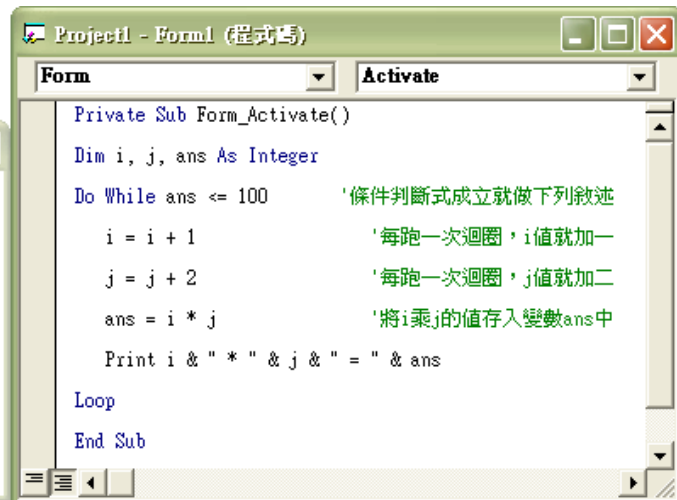 Project1 - Form1 (程式碼)
Form Activate
Private Sub Form_Activate()
Dim i, j, ans As Integer
Do While ans <= 100 '條件判斷式成立就做下列敘述
i = i + 1 '每跑一次迴圈，i值就加一
j = j + 2 '每跑一次迴圈，j值就加二
ans = i * j '將i乘j的值存入變數ans中
Print i & " * " & j & " = " & ans
Loop
End Sub